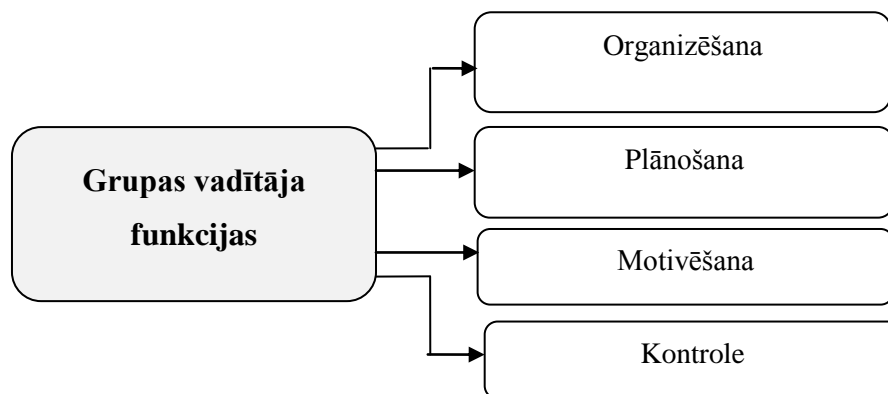 Grupas vadītāja
funkcijas
Organizēšana
Plānošana
Motivēšana
Kontrole